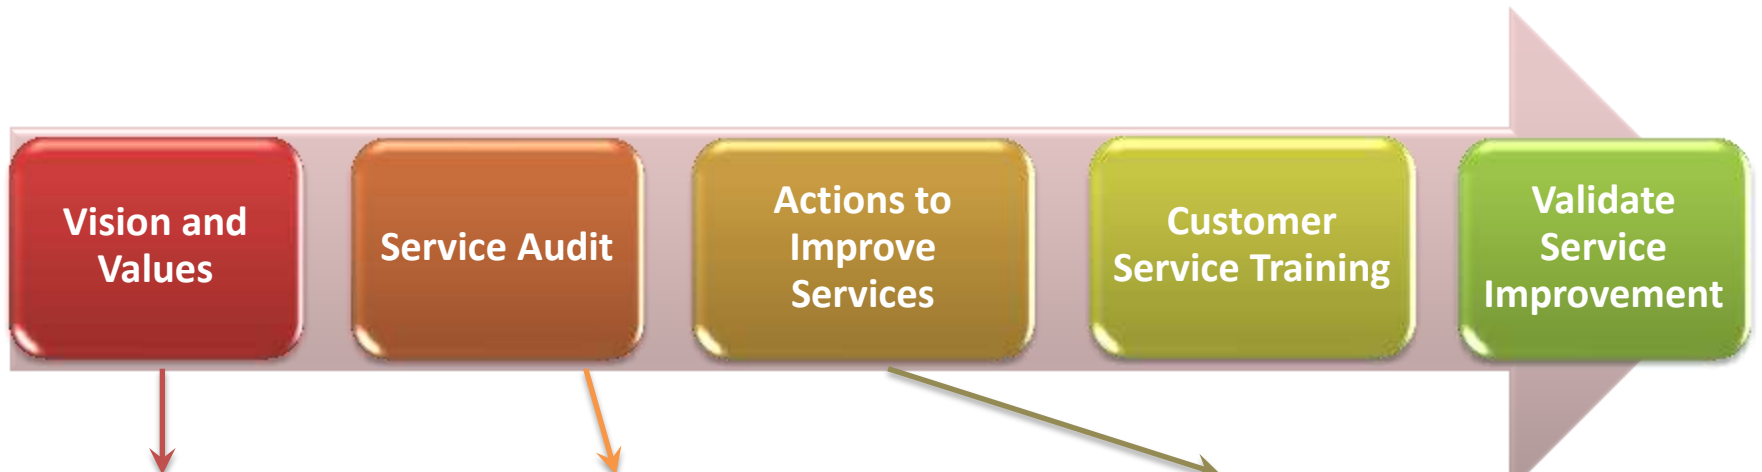 Vision and
Values
Service Audit
Actions to
Improve
Services
Customer
Service Training
Validate
Service
Improvement